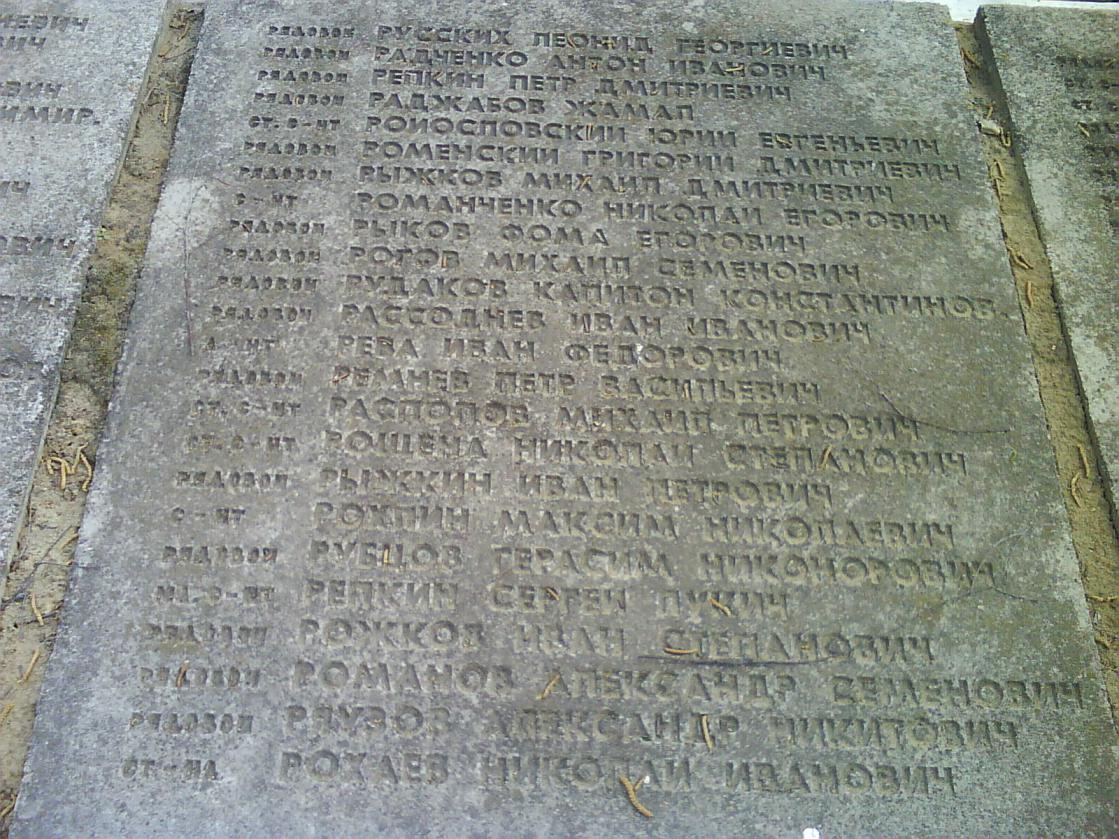 РЯДОВОЙ РУССКИХ ЛЕОНИД ГЕОРГИЕВИЧ
РЯДОВОЙ РАДЧЕНКО АНТОН ИВАНОВИЧ
РЯДОВОЙ РЕПКИН ПЕТР ДМИТРИЕВИЧ
РЯДОВОЙ РАДЖАБОВ ЖАМАЛ
СТ. С-НТ РОЙОСЛОВСКИЙ ЮРИЙ ЕВГЕНЬЕВИЧ
РЯДОВОЙ РОМЕНСКИЙ ГРИГОРИЙ ДМИТРИЕВИЧ
РЯДОВОЙ РЫЖКОВ МИХАИЛ ДМИТРИЕВИЧ
С-НТ РОМАНЧЕНКО НИКОЛАЙ ЕГОРОВИЧ
РЯДОВОЙ РЫКОВ ФОМА ЕГОРОВИЧ
РЯДОВОЙ РОГОВ МИХАИЛ СЕМЕНОВИЧ
РЯДОВОЙ РУДАКОВ КАПИТОН КОНСТАНТИНОВ.
РЯДОВОЙ РАССОДНЕВ ИВАН ИВАНОВИЧ
Л-НТ РЕВА ИВАН ФЕДОРОВИЧ
РЯДОВОЙ РЕМНЕВ ПЕТР ВАСИЛЬЕВИЧ
СТ. С-НТ РАСПОПОВ МИХАИЛ ПЕТРОВИЧ
СТ. С-НТ РОЩЕНА НИКОЛАЙ СТЕПАНОВИЧ
РЯДОВОЙ РЫЖКИН ИВАН ПЕТРОВИЧ
С-НТ РОЖПИН МАКСИМ НИКОЛАЕВИЧ
РЯДОВОЙ РУБЦОВ ГЕРАСИМ НИКОНОРОВИЧ
МЛ. С-НТ РЕПКИН СЕРГЕЙ ЛУКИЧ
РЯДОВОЙ РОЖКОВ ИВАН СТЕПАНОВИЧ
РЯДОВОЙ РОМАНОВ АЛЕКСАНДР СЕМЕНОВИЧ
РЯДОВОЙ РАУЗОВ АЛЕКСАНДР НИКИТОВИЧ
СТ-НА РОЖАЕВ НИКОЛАЙ ИВАНОВИЧ